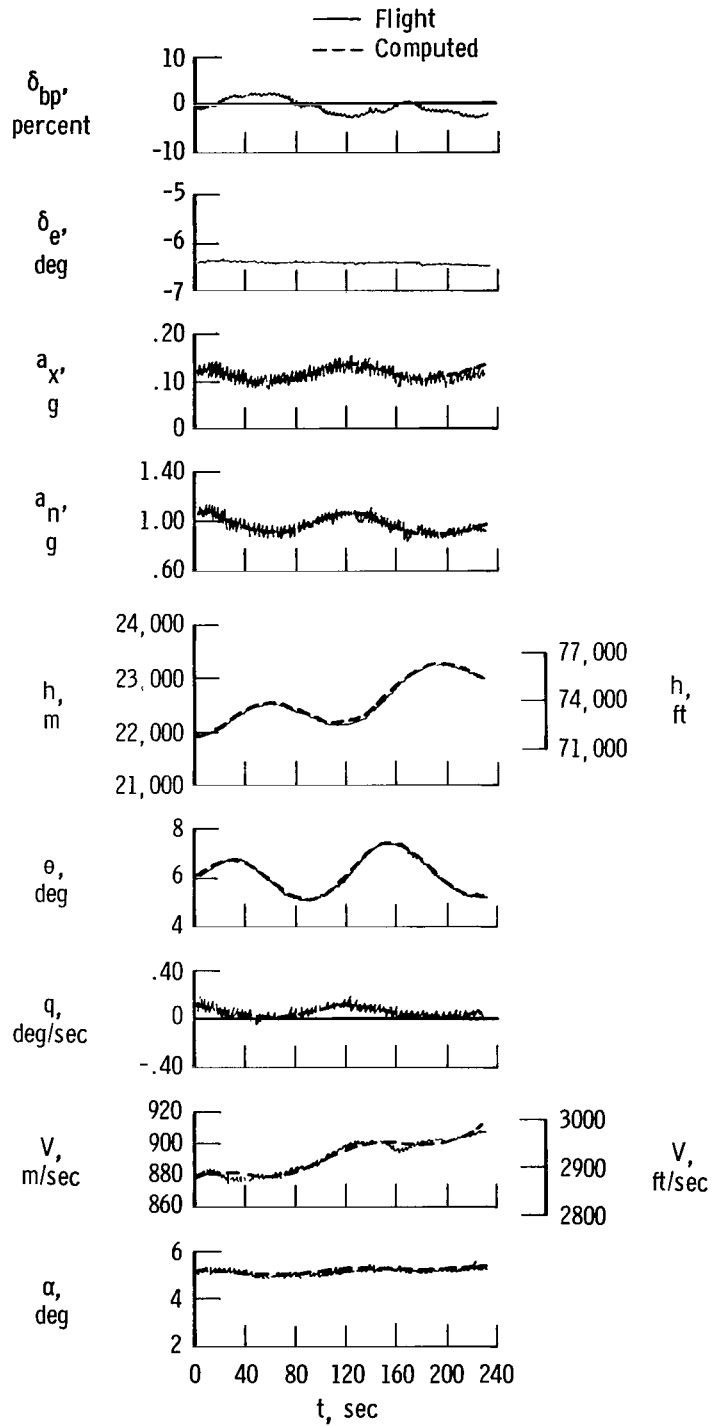 Flight
Computed
δbp, percent
10
0
-10
δe, deg
-5
-6
-7
ax, g
.20
.10
0
an, g
1.40
1.00
.60
h, m
24,000
23,000
22,000
21,000
77,000
74,000
71,000
h, ft
θ, deg
8
6
4
q, deg/sec
.40
0
-.40
V, m/sec
920
900
880
860
3000
2900
2800
V, ft/sec
α, deg
6
4
2
0 40 80 120 160 200 240
t, sec